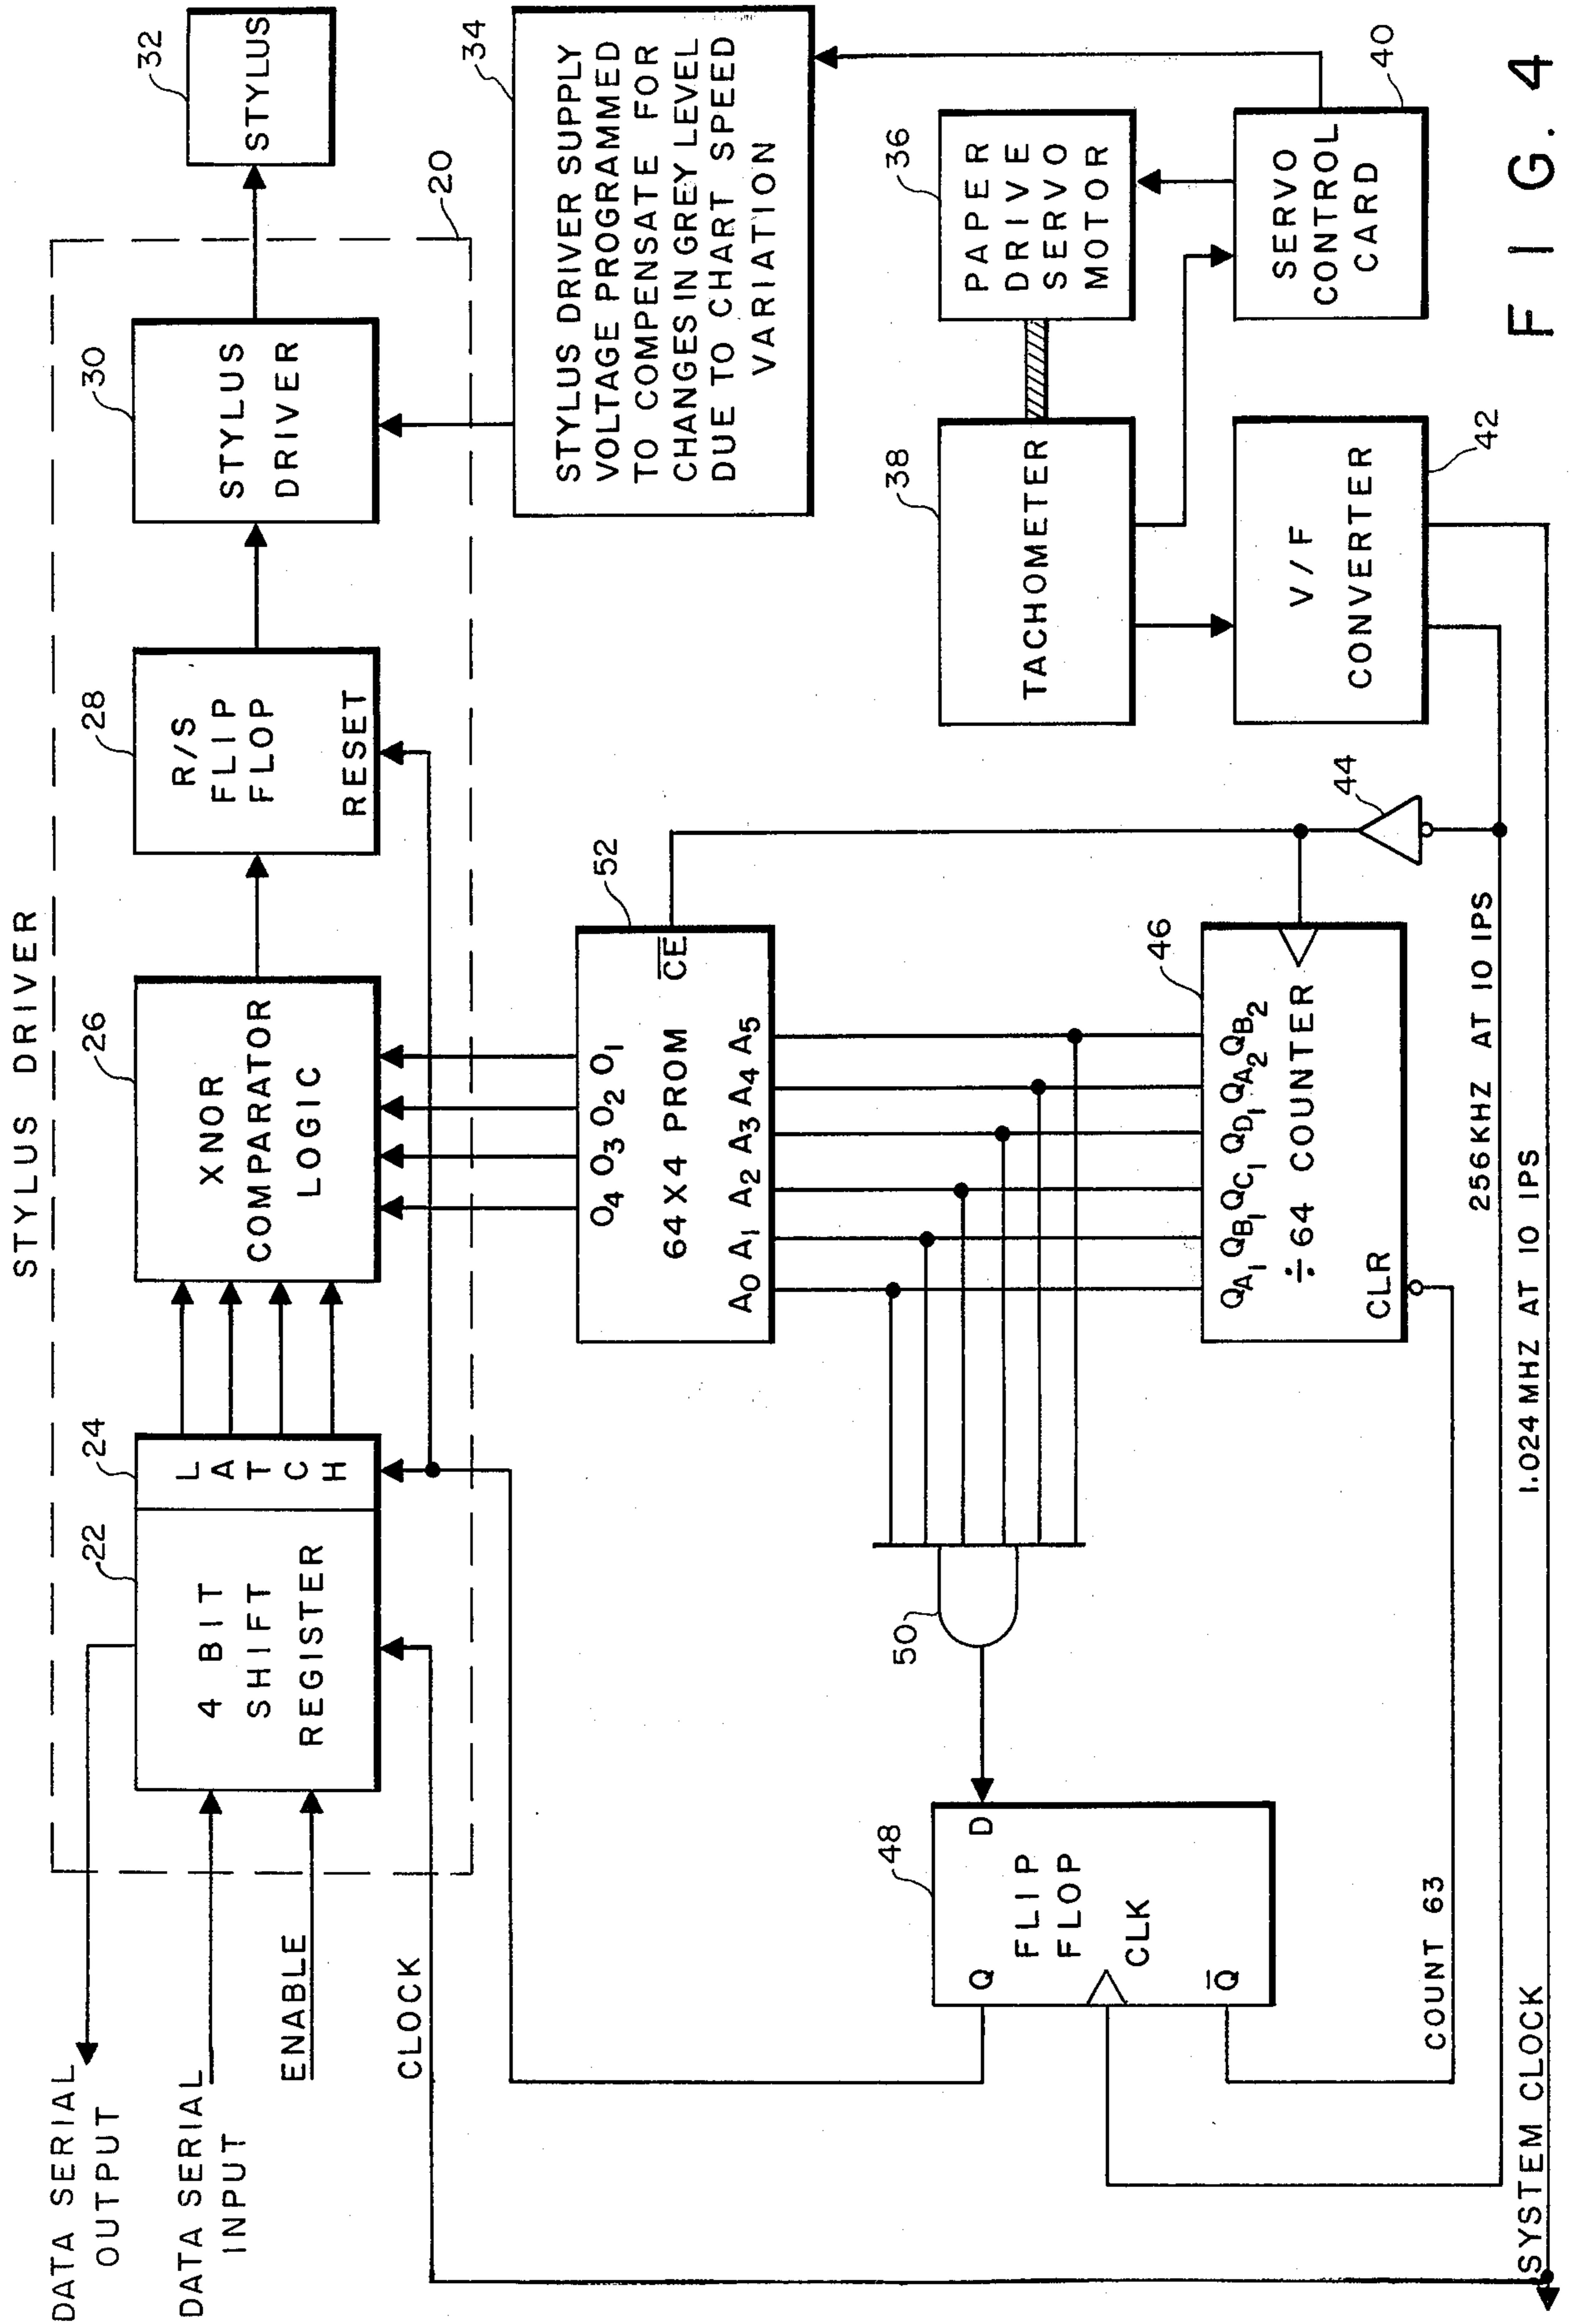 STYLUS DRIVER
DATA SERIAL
OUTPUT
DATA SERIAL
INPUT
ENABLE
CLOCK
22
4 BIT
SHIFT
REGISTER
24
LATCH
26
XNOR
COMPARATOR
LOGIC
28
R/S
FLIP
FLOP
RESET
30
STYLUS
DRIVER
32
STYLUS
20
34
STYLUS DRIVER SUPPLY
VOLTAGE PROGRAMMED
TO COMPENSATE FOR
CHANGES IN GREY LEVEL
DUE TO CHART SPEED
VARIATION
52
O4 O3 O2 O1
CE
64 X 4 PROM
A0 A1 A2 A3 A4 A5
36
PAPER
DRIVE
SERVO
MOTOR
38
TACHOMETER
50
48
D
Q
FLIP
FLOP
CLK
Q
46
QA1 QB1 QC1 QD1 QA2 QB2
÷64 COUNTER
CLR
44
V/F
CONVERTER
42
SERVO
CONTROL
CARD
40
COUNT 63
256KHZ AT 10 IPS
1.024 MHZ AT 10 IPS
SYSTEM CLOCK
FIG. 4